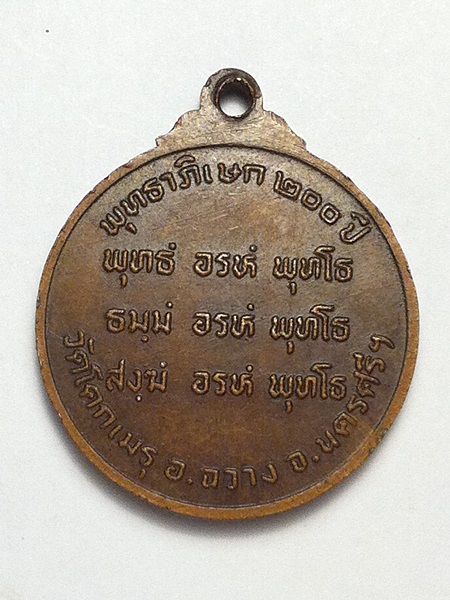 พุทธาภิเษก ๒๐๐ ปี
พุทธํ อรหํ พุทโธ
ธมฺมํ อรหํ พุทโธ
สงฺฆํ อรหํ พุทโธ
วัดโคกเมรุ อ.ฉวาง จ.นครศรีฯ